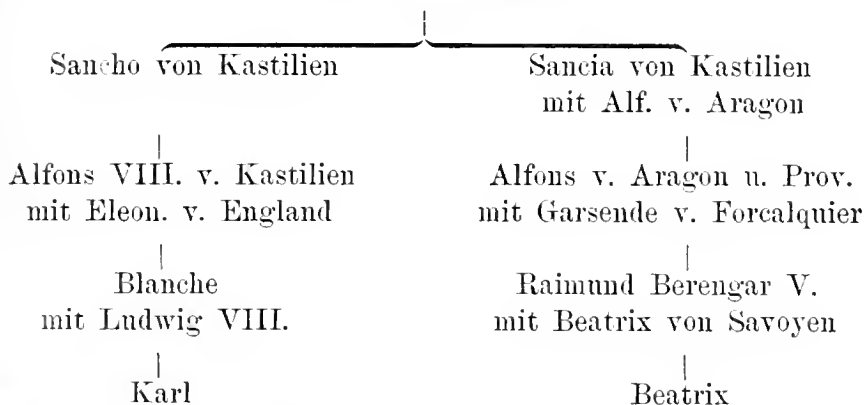 Sancho von Kastilien
Sancia von Kastilien
mit Alf. v. Aragon
Alfons VIII. v. Kastilien
mit Eleon. v. England
Alfons v. Aragon u. Prov.
mit Garsende v. Forcalquier
Blanche
mit Ludwig VIII.
Raimund Berengar V.
mit Beatrix von Savoyen
Karl
Beatrix